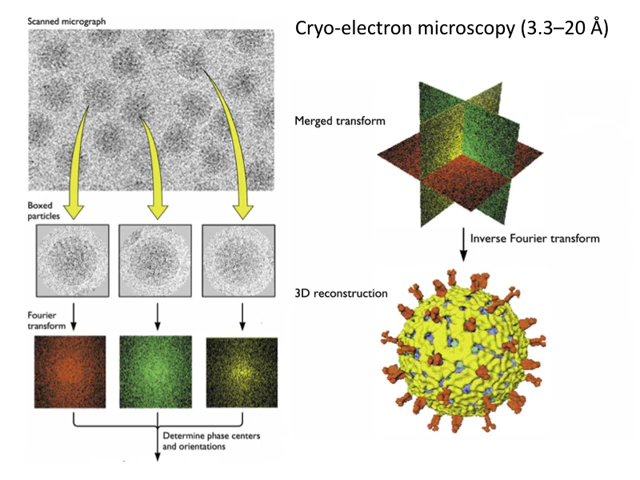 Scanned micrograph
Cryo-electron microscopy (3.3–20 Å)
Boxed
particles
Fourier
transform
Determine phase centers
and orientations
Merged transform
Inverse Fourier transform
3D reconstruction